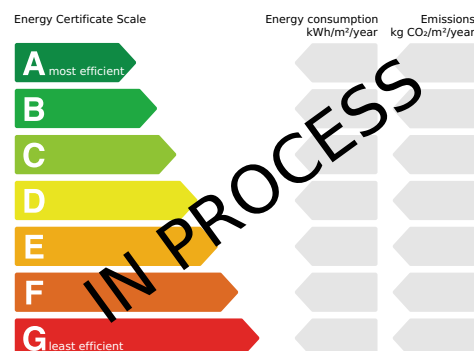 Energy Certificate Scale
Energy consumption
kWh/m²/year
Emissions
kg CO₂/m²/year
A most efficient
B
C
D
E
F
G least efficient
IN PROCESS